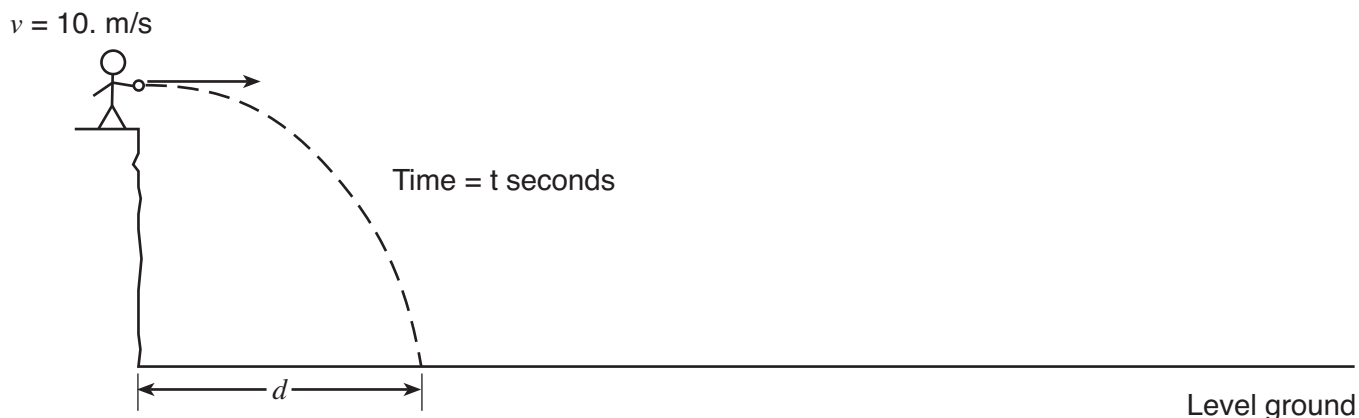 v = 10. m/s
Time = t seconds
d
Level ground